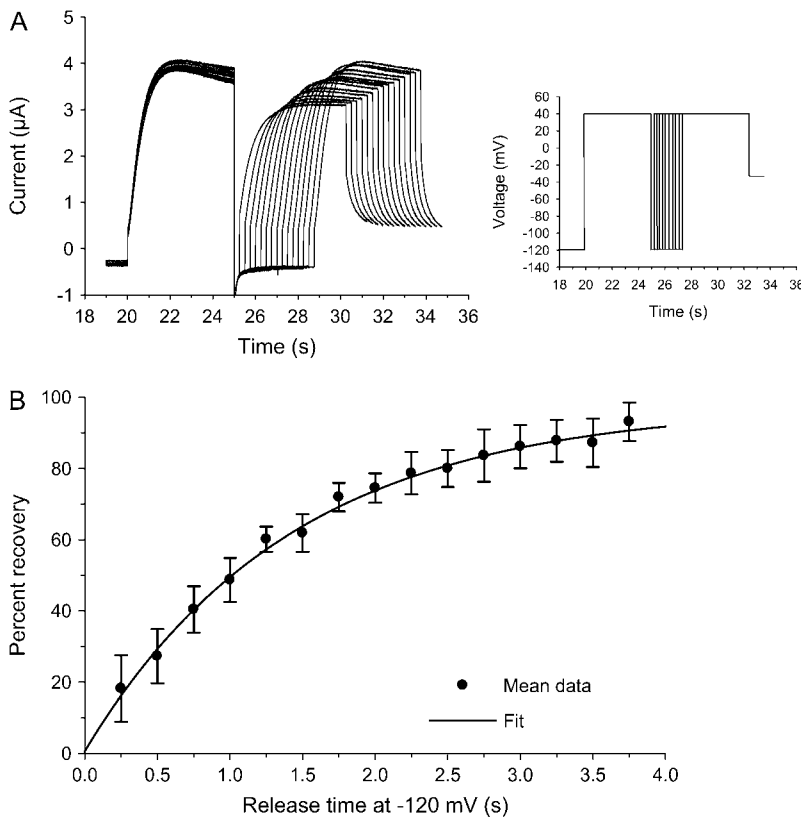 A
Current (µA)
5
4
3
2
1
0
-1
18 20 22 24 26 28 30 32 34 36
Time (s)
Voltage (mV)
60
40
20
0
-20
-40
-60
-80
-100
-120
-140
18 20 22 24 26 28 30 32 34 36
Time (s)
B
Percent recovery
100
80
60
40
20
0
0.0 0.5 1.0 1.5 2.0 2.5 3.0 3.5 4.0
Release time at -120 mV (s)
Mean data
Fit